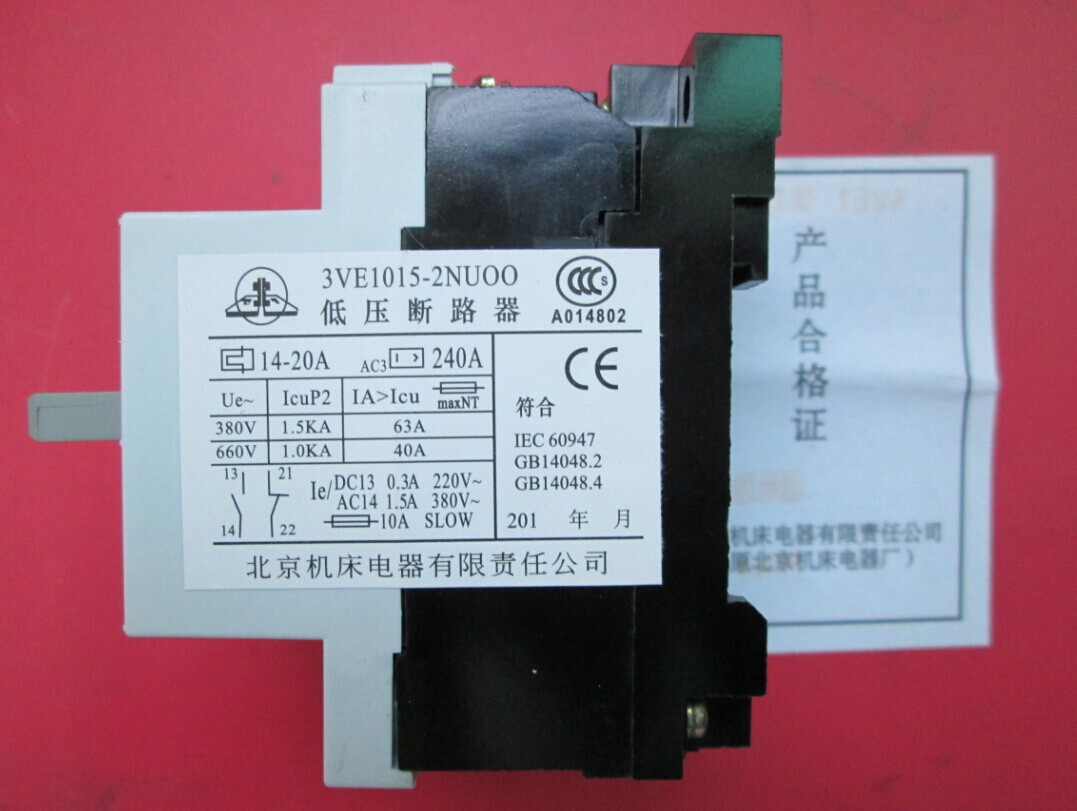 3VE1015-2NUOO
低压断路器
CCC S
A014802
14-20A AC3 240A
Ue~ IcuP2 IA>Icu maxNT
380V 1.5KA 63A
660V 1.0KA 40A
CE
符合
IEC 60947
GB14048.2
GB14048.4
201 年 月
13 21
14 22
Ie/DC13 0.3A 220V~
AC14 1.5A 380V~
10A SLOW
北京机床电器有限责任公司
产品合格证
机床电器有限责任公司
原北京机床电器厂）